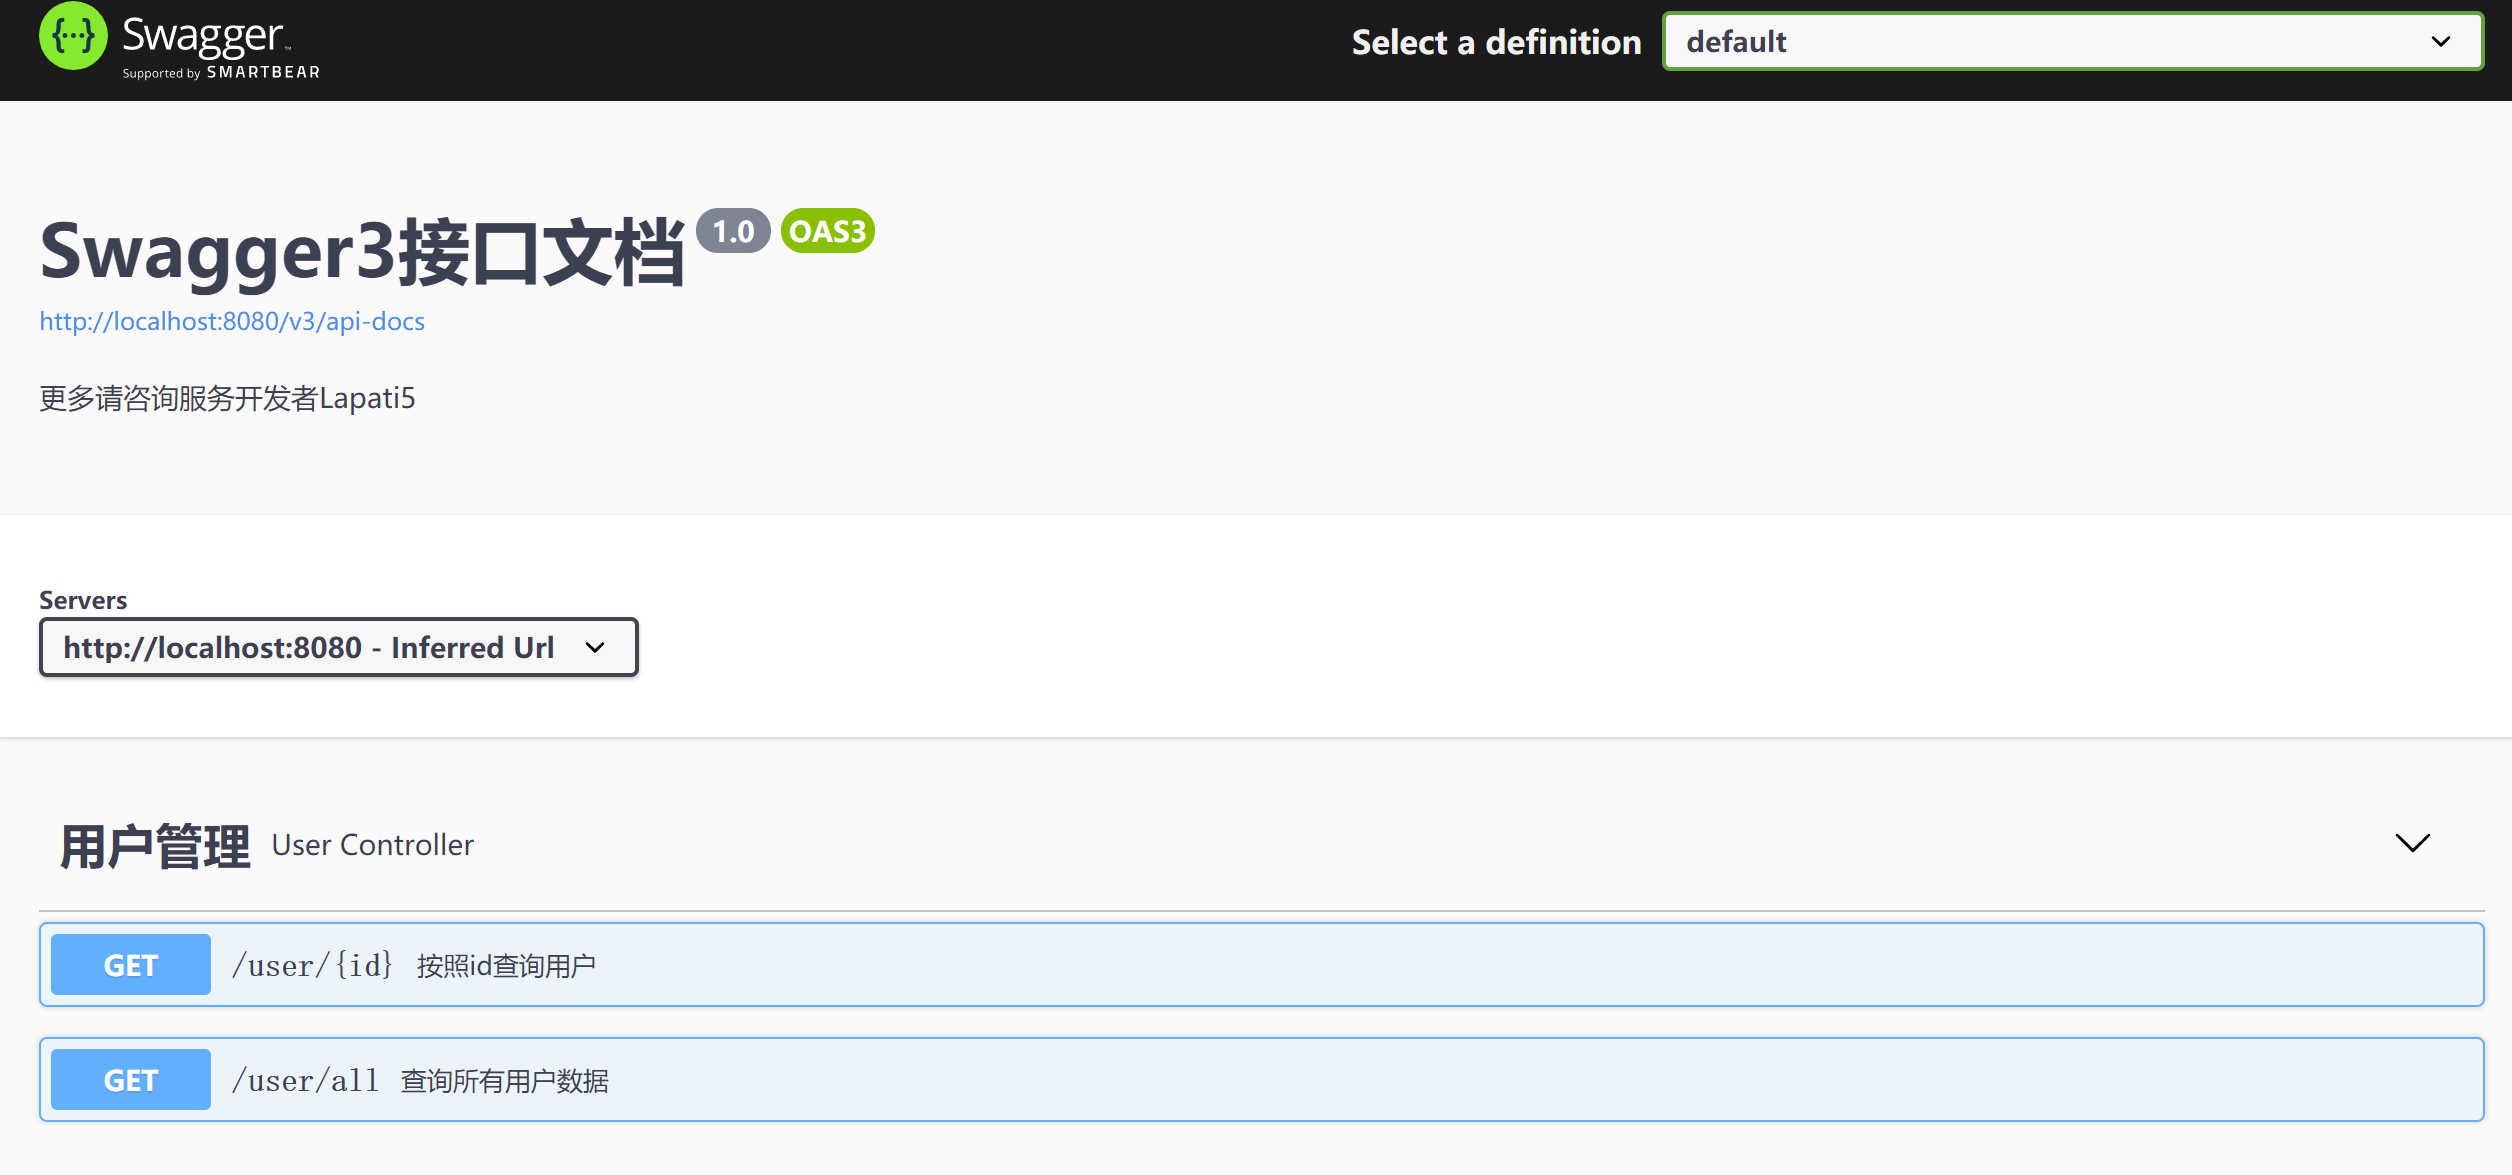 Swagger™
Supported by SMARTBEAR
Select a definition
default
Swagger3接口文档 1.0 OAS3
http://localhost:8080/v3/api-docs
更多请咨询服务开发者Lapati5
Servers
http://localhost:8080 - Inferred Url
用户管理 User Controller
GET /user/{id} 按照id查询用户
GET /user/all 查询所有用户数据